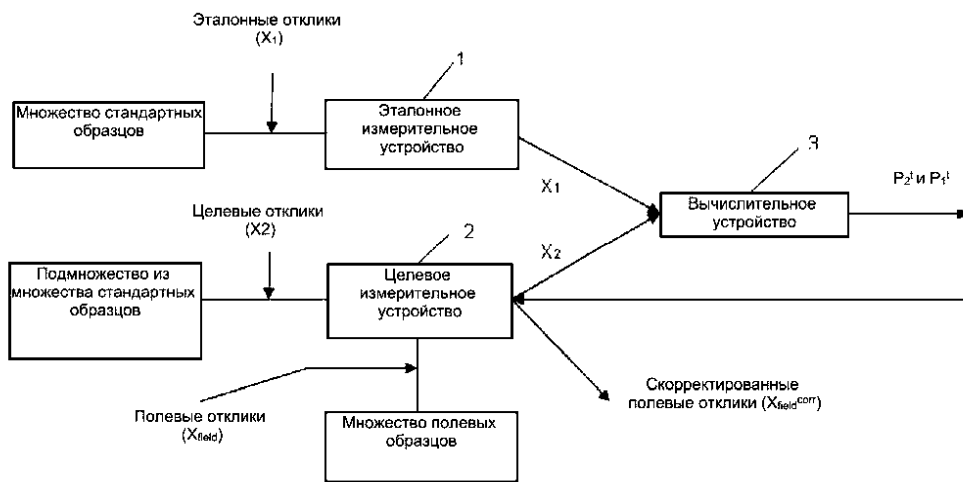 Эталонные отклики
(X₁)
1
Множество стандартных
образцов
Эталонное
измерительное
устройство
3
X₁
P₂ᵗ и P₁ᵗ
Вычислительное
устройство
Целевые отклики
(X2)
2
X₂
Подмножество из
множества стандартных
образцов
Целевое
измерительное
устройство
Скорректированные
полевые отклики (X_field^corr)
Полевые отклики
(X_field)
Множество полевых
образцов